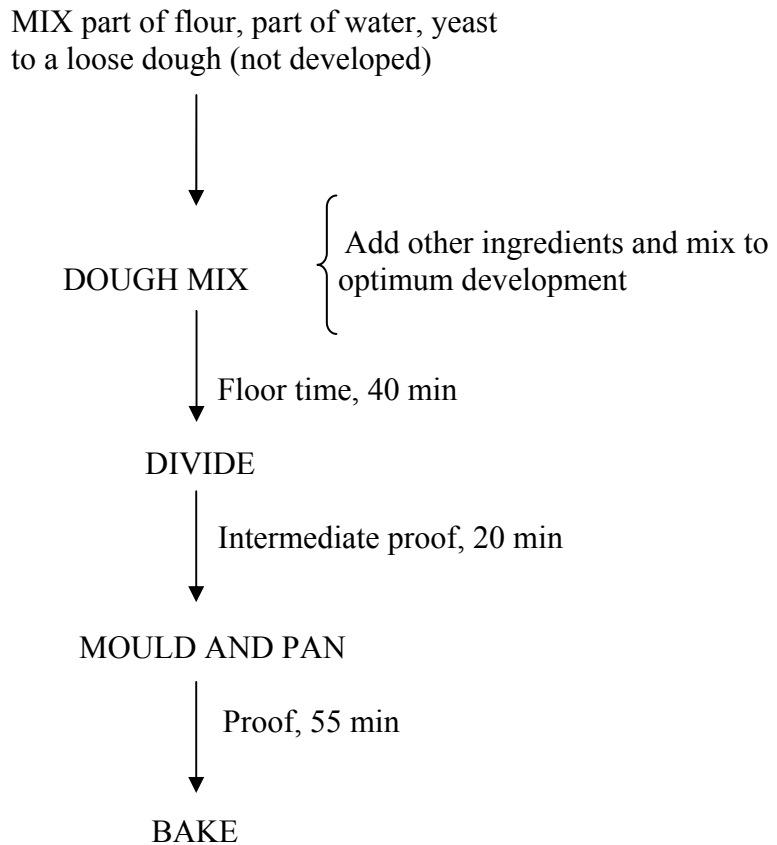 MIX part of flour, part of water, yeast
to a loose dough (not developed)
Add other ingredients and mix to
DOUGH MIX
optimum development
Floor time, 40 min
DIVIDE
Intermediate proof, 20 min
MOULD AND PAN
Proof, 55 min
BAKE